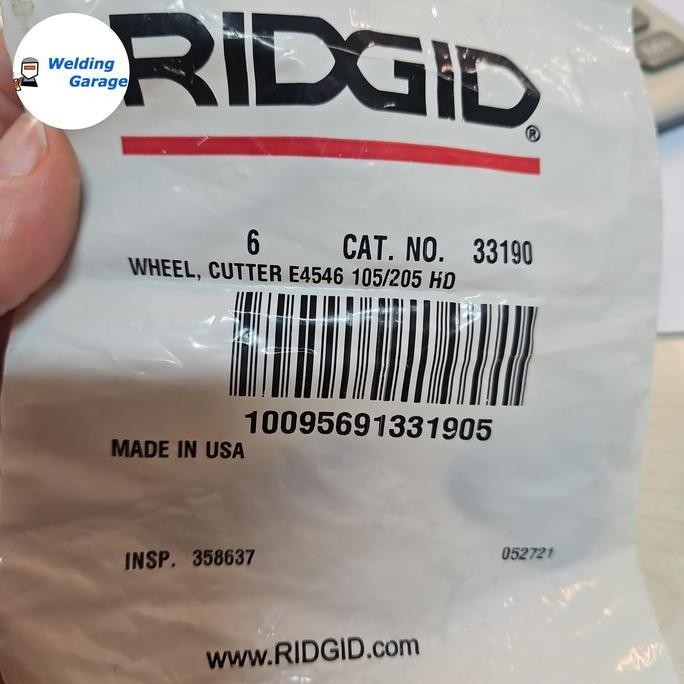 Welding
Garage
RIDGID®
6 CAT. NO. 33190
WHEEL, CUTTER E4546 105/205 HD
10095691331905
MADE IN USA
INSP. 358637 052721
www.RIDGID.com